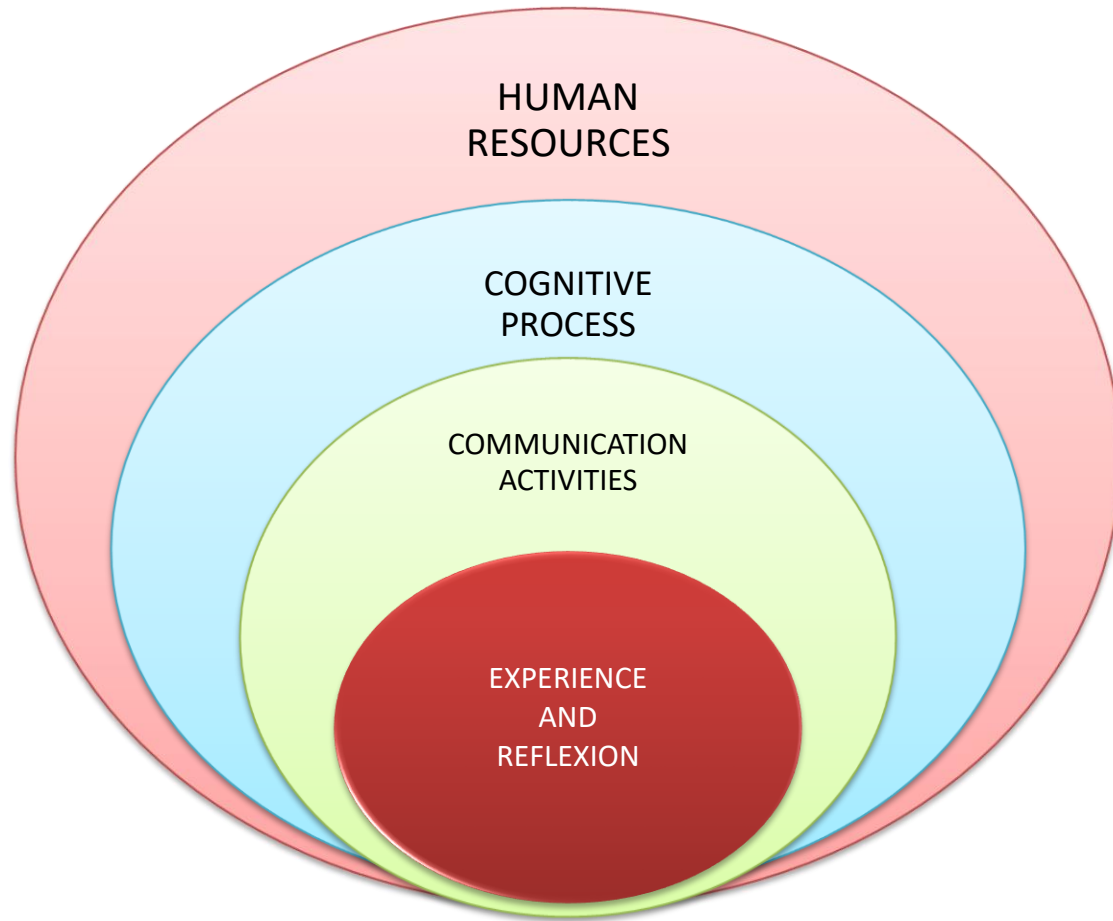 HUMAN
RESOURCES
COGNITIVE
PROCESS
COMMUNICATION
ACTIVITIES
EXPERIENCE
AND
REFLEXION